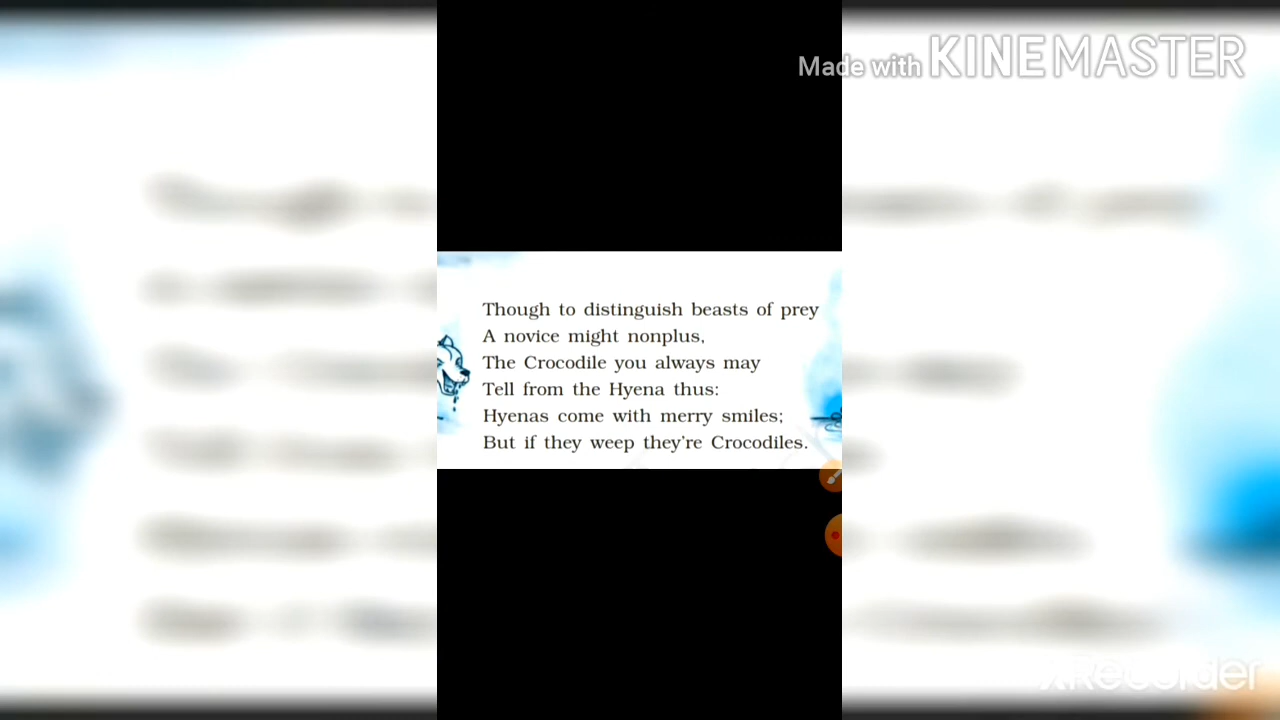 Made with KINEMASTER
Though to distinguish beasts of prey
A novice might nonplus,
The Crocodile you always may
Tell from the Hyena thus:
Hyenas come with merry smiles;
But if they weep they're Crocodiles.
XRecorder